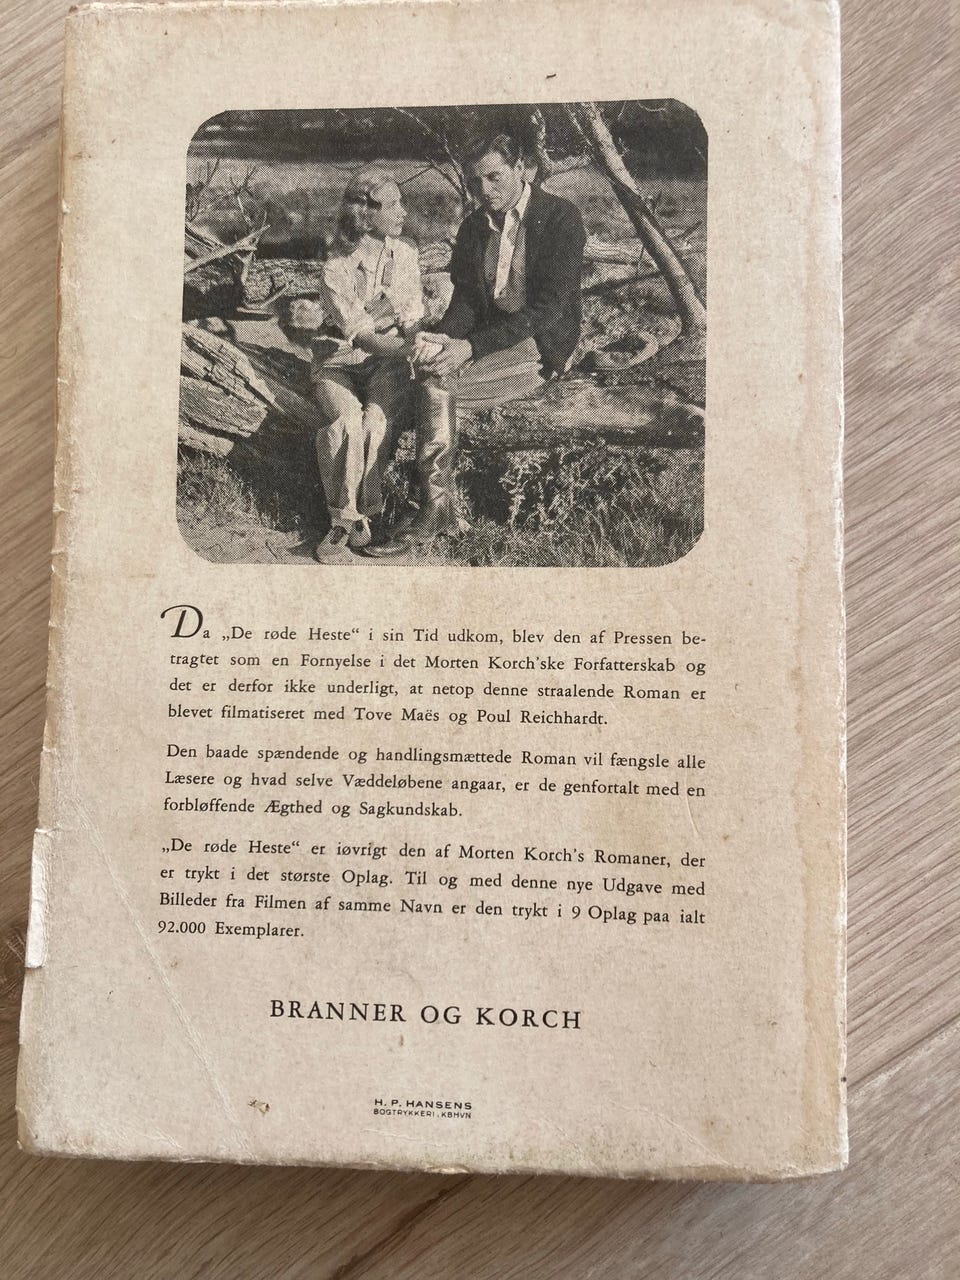 Da „De røde Heste“ i sin Tid udkom, blev den af Pressen be-
tragtet som en Fornyelse i det Morten Korch'ske Forfatterskab og
det er derfor ikke underligt, at netop denne straalende Roman er
blevet filmatiseret med Tove Maës og Poul Reichhardt.
Den baade spændende og handlingsmættede Roman vil fængsle alle
Læsere og hvad selve Væddeløbene angaar, er de genfortalt med en
forbløffende Ægthed og Sagkundskab.
„De røde Heste“ er iøvrigt den af Morten Korch's Romaner, der
er trykt i det største Oplag. Til og med denne nye Udgave med
Billeder fra Filmen af samme Navn er den trykt i 9 Oplag paa ialt
92.000 Exemplarer.
BRANNER OG KORCH
H. P. HANSENS
BOGTRYKKERI, KBHVN